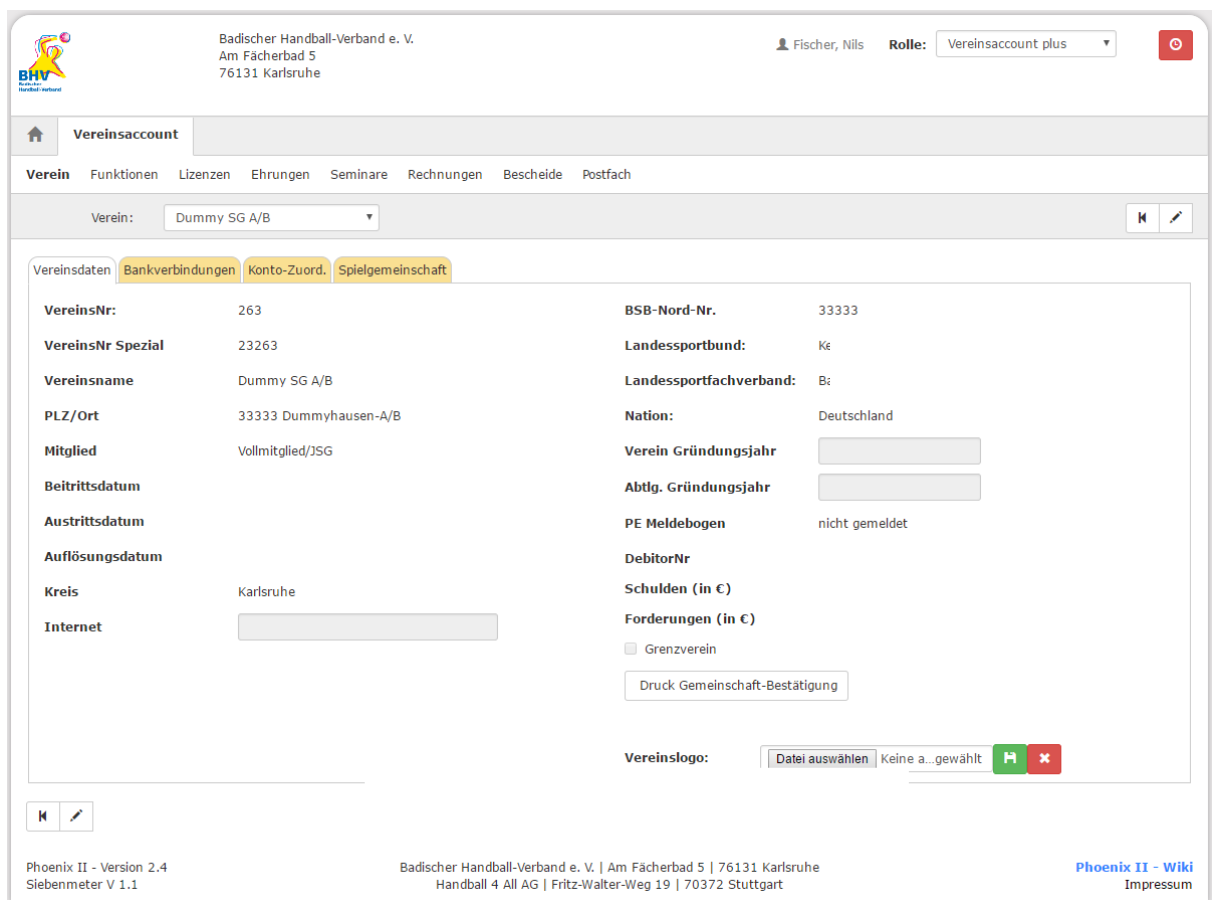 BHV
Badischer
Handball-Verband
Badischer Handball-Verband e. V.
Am Fächerbad 5
76131 Karlsruhe
Fischer, Nils Rolle: Vereinsaccount plus
Vereinsaccount
Verein Funktionen Lizenzen Ehrungen Seminare Rechnungen Bescheide Postfach
Verein: Dummy SG A/B
Vereinsdaten Bankverbindungen Konto-Zuord. Spielgemeinschaft
VereinsNr: 263
VereinsNr Spezial 23263
Vereinsname Dummy SG A/B
PLZ/Ort 33333 Dummyhausen-A/B
Mitglied Vollmitglied/JSG
Beitrittsdatum
Austrittsdatum
Auflösungsdatum
Kreis Karlsruhe
Internet
BSB-Nord-Nr. 33333
Landessportbund:
Landessportfachverband:
Nation: Deutschland
Verein Gründungsjahr
Abtlg. Gründungsjahr
PE Meldebogen nicht gemeldet
DebitorNr
Schulden (in €)
Forderungen (in €)
Grenzverein
Druck Gemeinschaft-Bestätigung
Vereinslogo: Datei auswählen Keine a...gewählt
Phoenix II - Version 2.4
Siebenmeter V 1.1
Badischer Handball-Verband e. V. | Am Fächerbad 5 | 76131 Karlsruhe
Handball 4 All AG | Fritz-Walter-Weg 19 | 70372 Stuttgart
Phoenix II - Wiki
Impressum